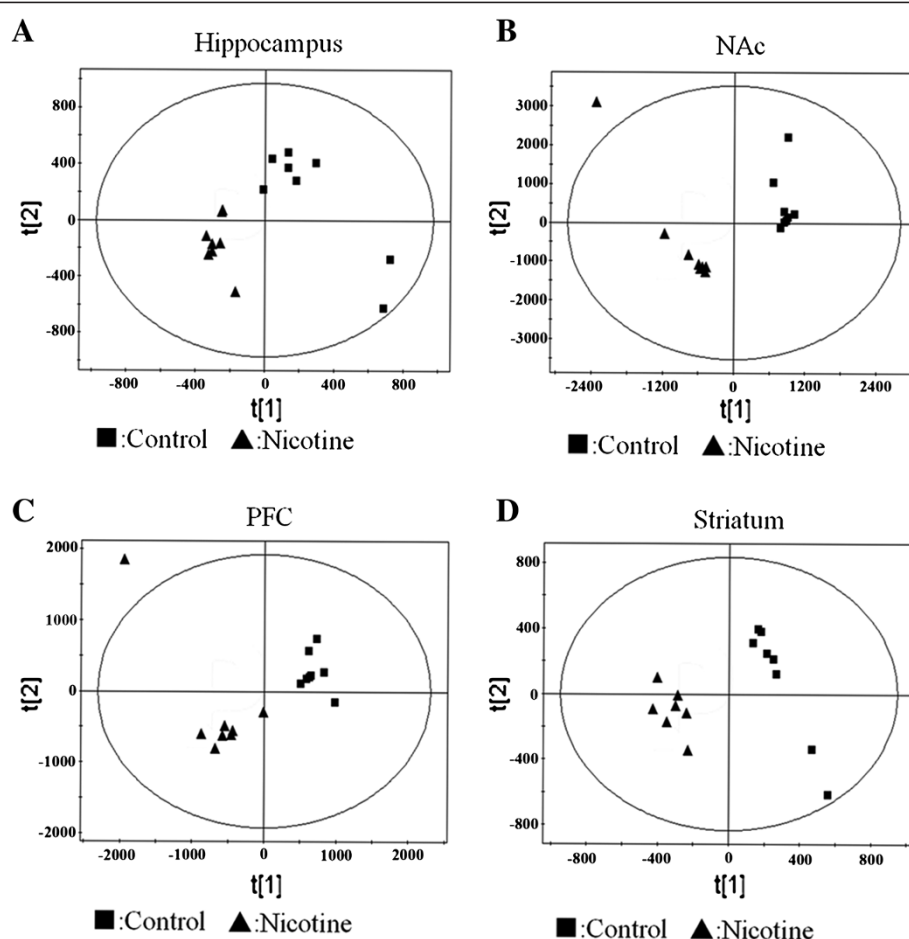 A
Hippocampus
800
400
0
-400
-800
t[2]
-800
-400
0
400
800
t[1]
■:Control ▲:Nicotine
B
NAc
3000
2000
1000
0
-1000
-2000
-3000
t[2]
-2400
-1200
0
1200
2400
t[1]
■:Control ▲:Nicotine
C
PFC
2000
1000
0
-1000
-2000
t[2]
-2000
-1000
0
1000
2000
t[1]
■:Control ▲:Nicotine
D
Striatum
800
400
0
-400
-800
t[2]
-800
-400
0
400
800
t[1]
■:Control ▲:Nicotine